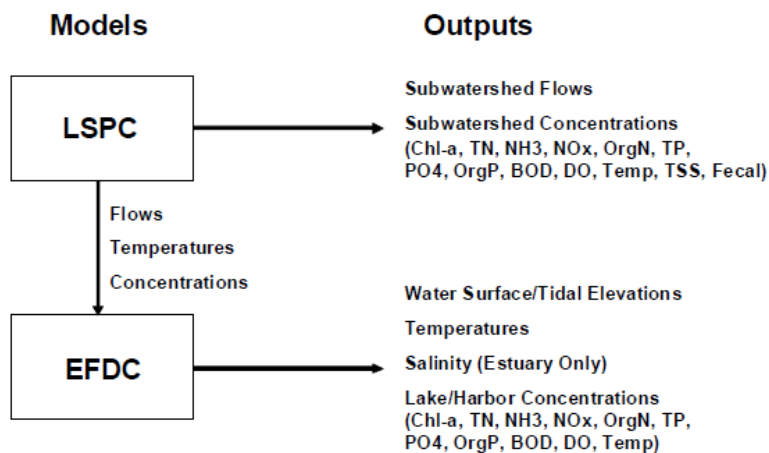 Models
Outputs
LSPC
Subwatershed Flows
Subwatershed Concentrations
(Chl-a, TN, NH3, NOx, OrgN, TP,
PO4, OrgP, BOD, DO, Temp, TSS, Fecal)
Flows
Temperatures
Concentrations
EFDC
Water Surface/Tidal Elevations
Temperatures
Salinity (Estuary Only)
Lake/Harbor Concentrations
(Chl-a, TN, NH3, NOx, OrgN, TP,
PO4, OrgP, BOD, DO, Temp)